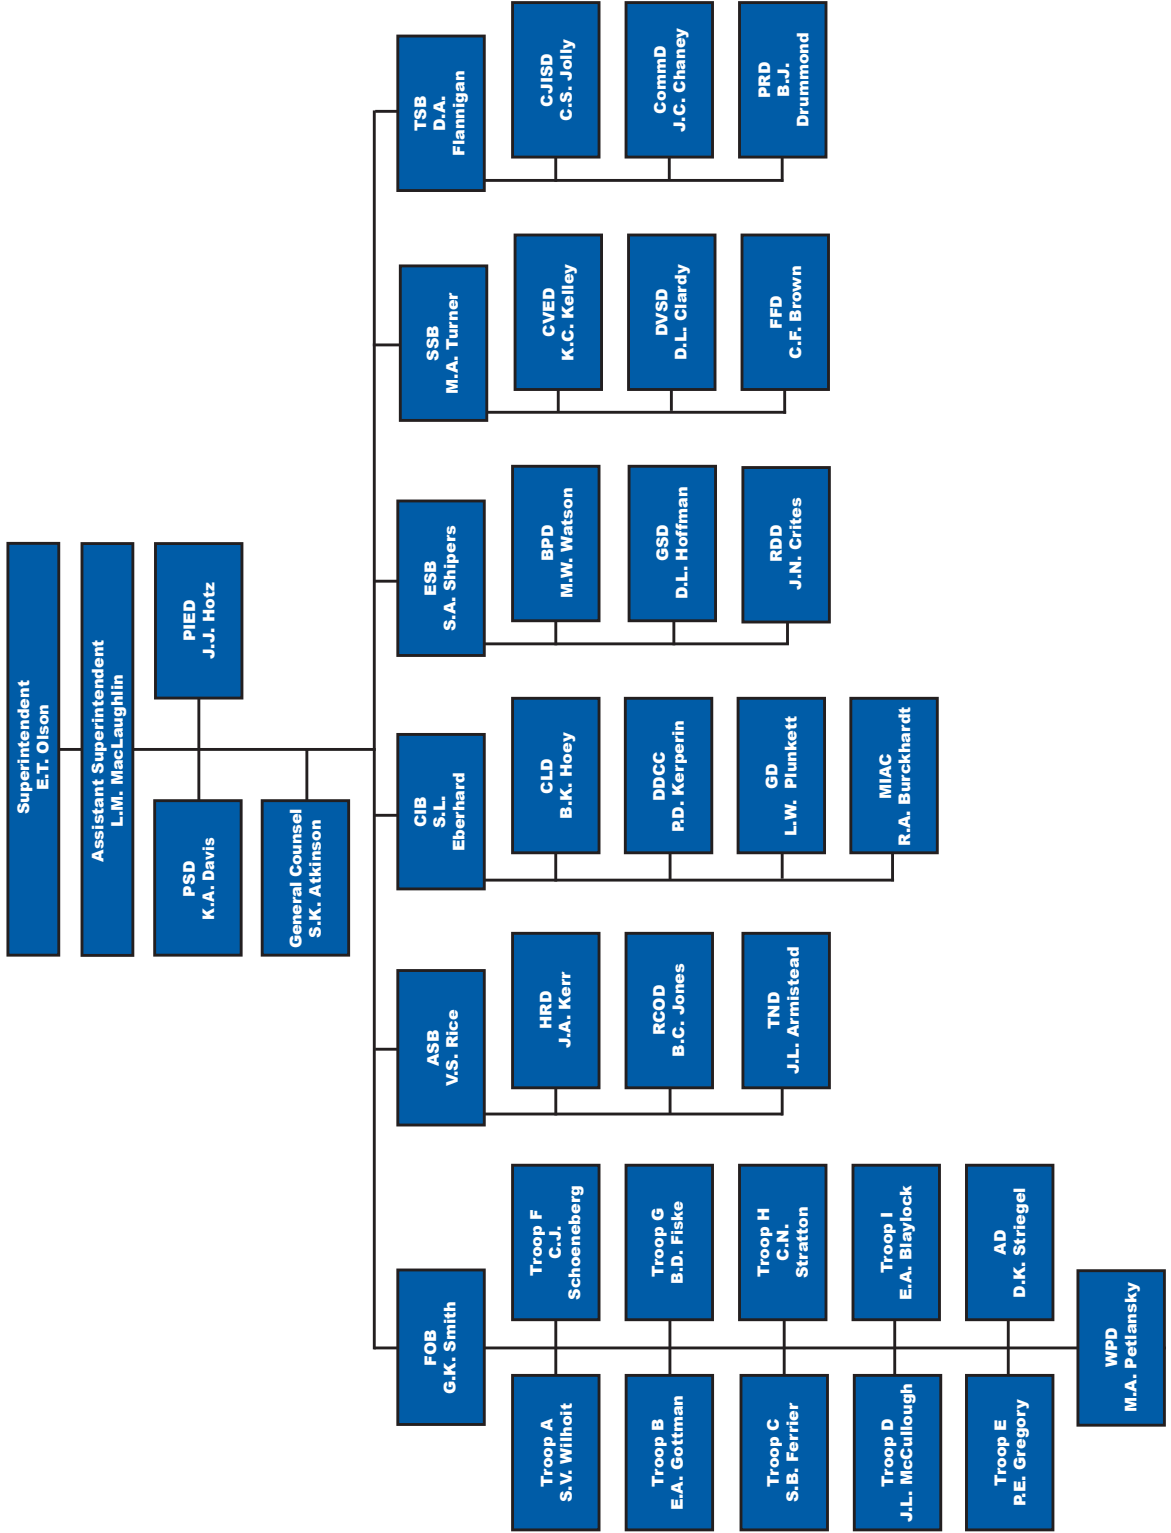 Superintendent
E.T. Olson
Assistant Superintendent
L.M. MacLaughlin
PSD
K.A. Davis
PIED
J.J. Hotz
General Counsel
S.K. Atkinson
FOB
G.K. Smith
ASB
V.S. Rice
CIB
S.L.
Eberhard
ESB
S.A. Shipers
SSB
M.A. Turner
TSB
D.A.
Flannigan
Troop A
S.V. Wilhoit
Troop F
C.J.
Schoeneberg
HRD
J.A. Kerr
CLD
B.K. Hoey
BPD
M.W. Watson
CVED
K.C. Kelley
CJISD
C.S. Jolly
Troop B
E.A. Gottman
Troop G
B.D. Fiske
RCOD
B.C. Jones
DDCC
P.D. Kerperin
GSD
D.L. Hoffman
DVSD
D.L. Clardy
CommD
J.C. Chaney
Troop C
S.B. Ferrier
Troop H
C.N.
Stratton
TND
J.L. Armistead
GD
L.W. Plunkett
RDD
J.N. Crites
FFD
C.F. Brown
PRD
B.J.
Drummond
Troop D
J.L. McCullough
Troop I
E.A. Blaylock
MIAC
R.A. Burckhardt
Troop E
P.E. Gregory
AD
D.K. Striegel
WPD
M.A. Petlansky